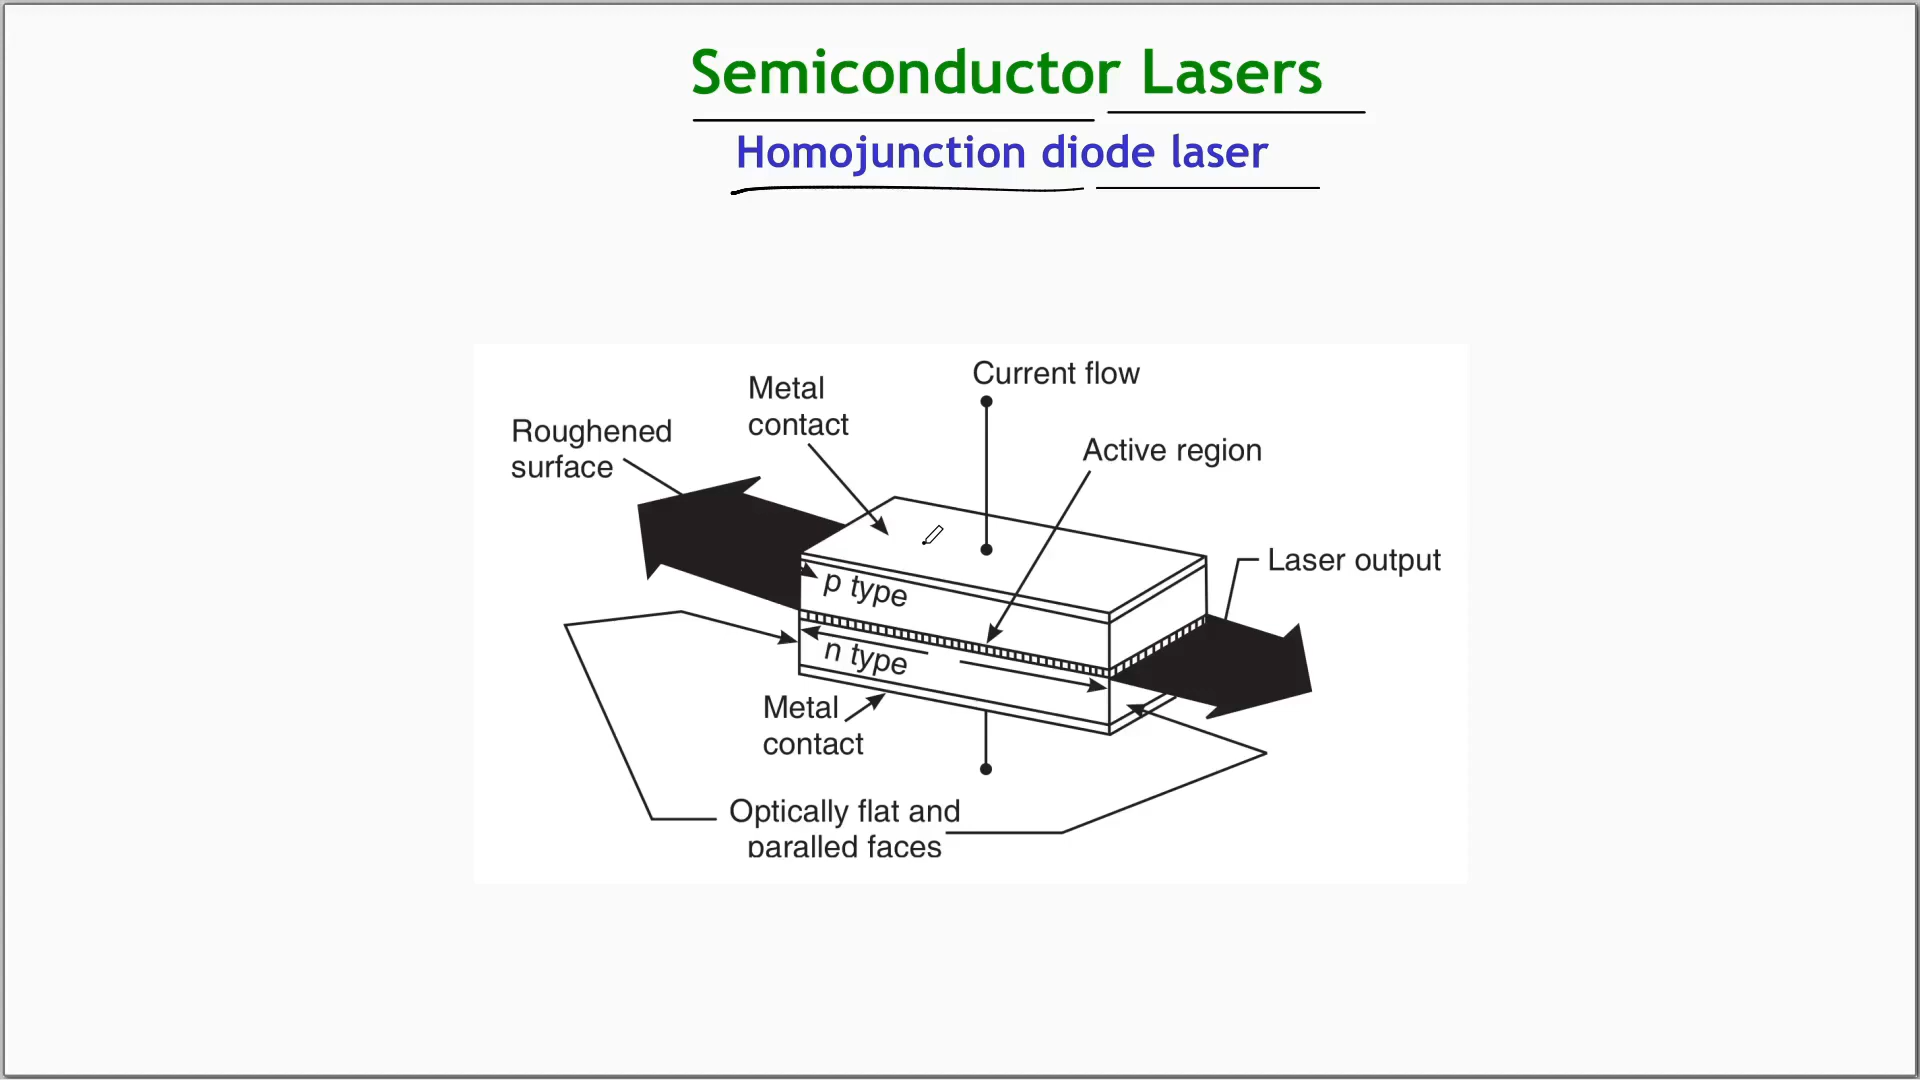 Semiconductor Lasers
Homojunction diode laser
Current flow
Metal
contact
Roughened
surface
Active region
Laser output
p type
n type
Metal
contact
Optically flat and
paralled faces